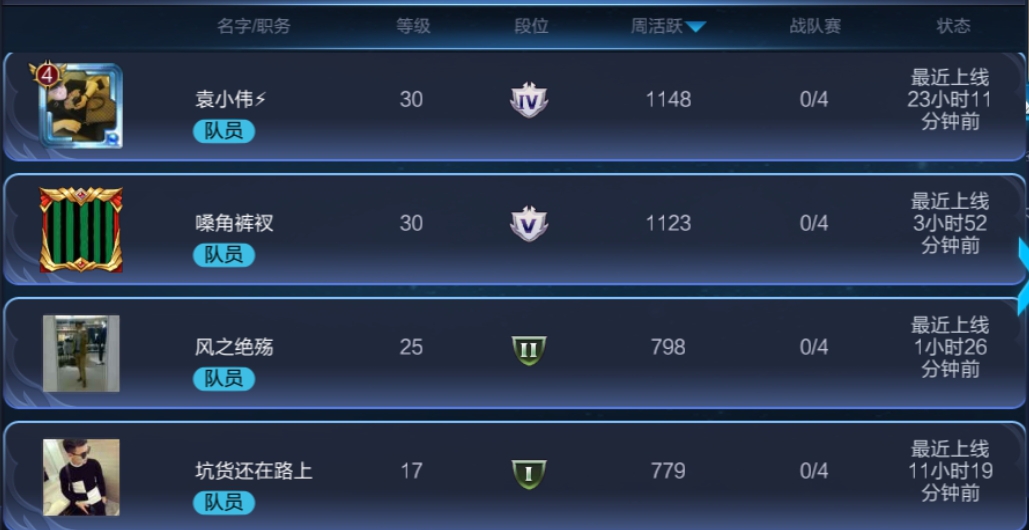 名字/职务 等级 段位 周活跃 战队赛 状态
4
袁小伟⚡ 30 IV 1148 0/4 最近上线
23小时11
分钟前
队员
嗓角裤衩 30 V 1123 0/4 最近上线
3小时52
分钟前
队员
风之绝殇 25 II 798 0/4 最近上线
1小时26
分钟前
队员
坑货还在路上 17 I 779 0/4 最近上线
11小时19
分钟前
队员